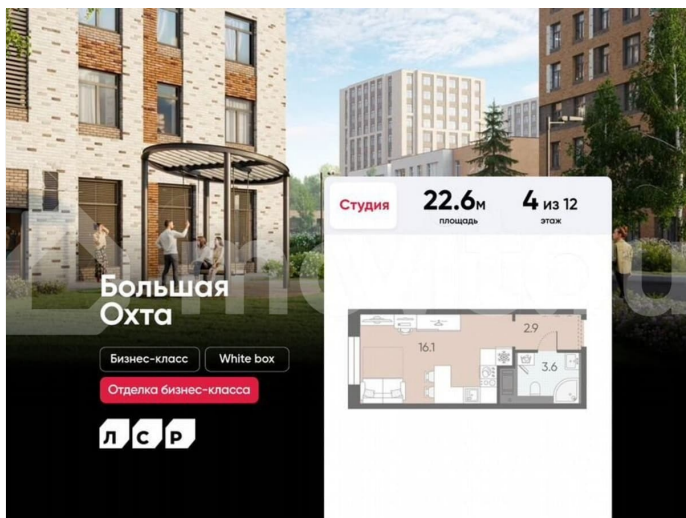 Студия
22.6м
площадь
4 из 12
этаж
Большая
Охта
Бизнес-класс
White box
Отделка бизнес-класса
ЛСР
16.1
2.9
3.6